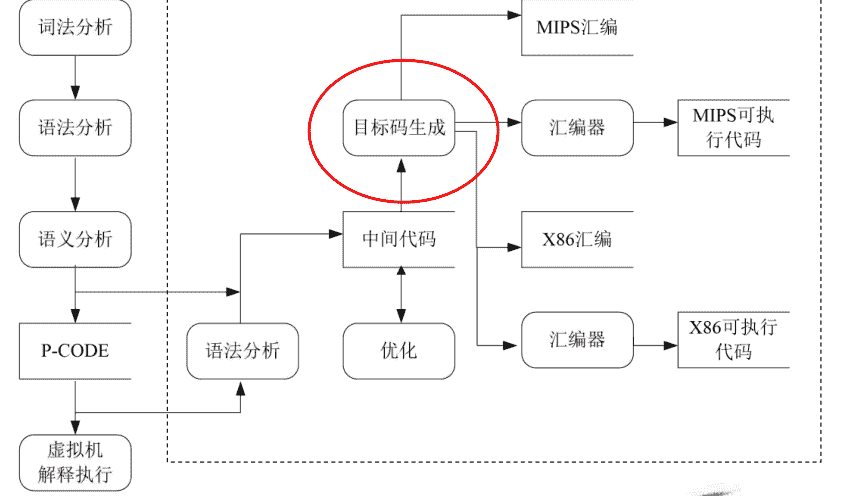 词法分析
MIPS汇编
语法分析
目标码生成
汇编器
MIPS可执
行代码
语义分析
中间代码
X86汇编
P-CODE
语法分析
优化
汇编器
X86可执行
代码
虚拟机
解释执行